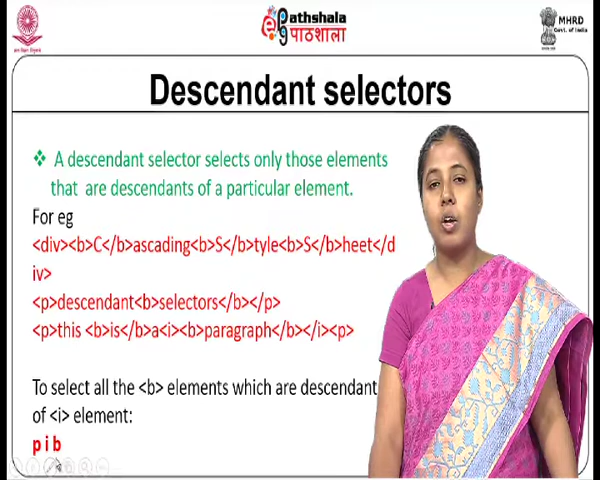 Pathshala
पाठशाला
MHRD
Govt. of India
Descendant selectors
❖ A descendant selector selects only those elements
that are descendants of a particular element.
For eg
<div><b>C</b>ascading<b>S</b>tyle<b>S</b>heet</d
iv>
<p>descendant<b>selectors</b></p>
<p>this <b>is</b>a<i><b>paragraph</b></i><p>
To select all the <b> elements which are descendant
of <i> element:
p i b